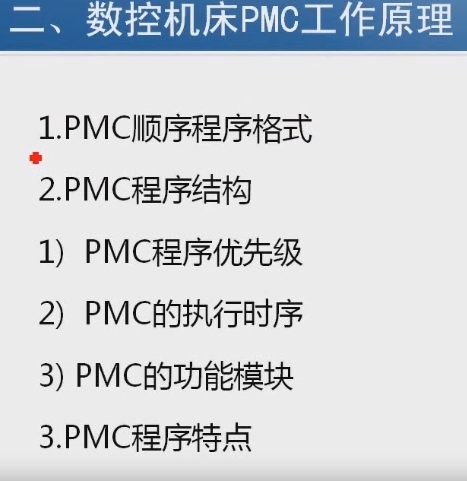 二、数控机床PMC工作原理
1.PMC顺序程序格式
2.PMC程序结构
1) PMC程序优先级
2) PMC的执行时序
3) PMC的功能模块
3.PMC程序特点